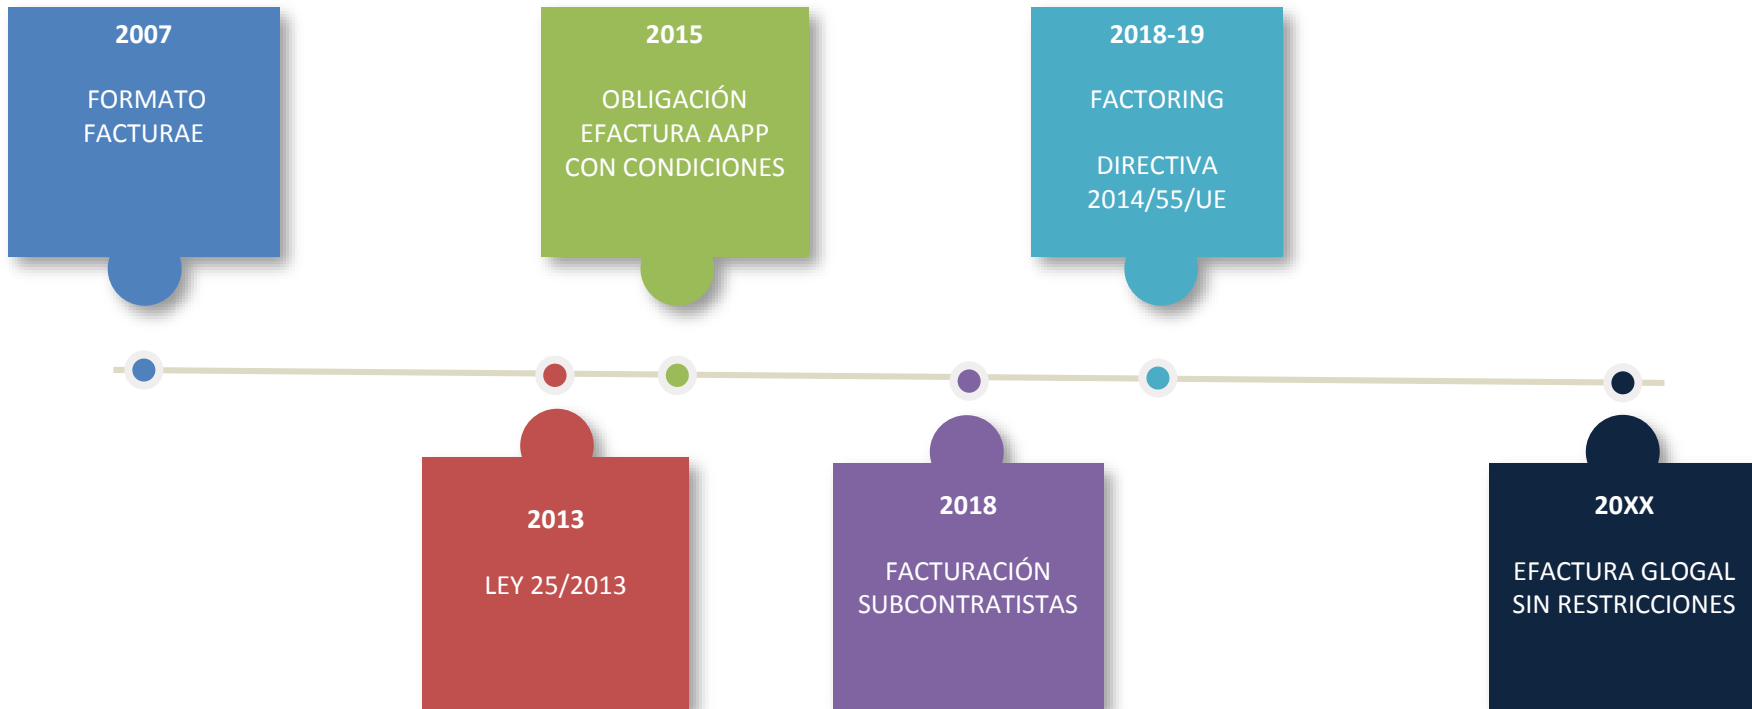 2007
FORMATO
FACTURAE
2015
OBLIGACIÓN
EFACTURA AAPP
CON CONDICIONES
2018-19
FACTORING
DIRECTIVA
2014/55/UE
2013
LEY 25/2013
2018
FACTURACIÓN
SUBCONTRATISTAS
20XX
EFACTURA GLOGAL
SIN RESTRICCIONES